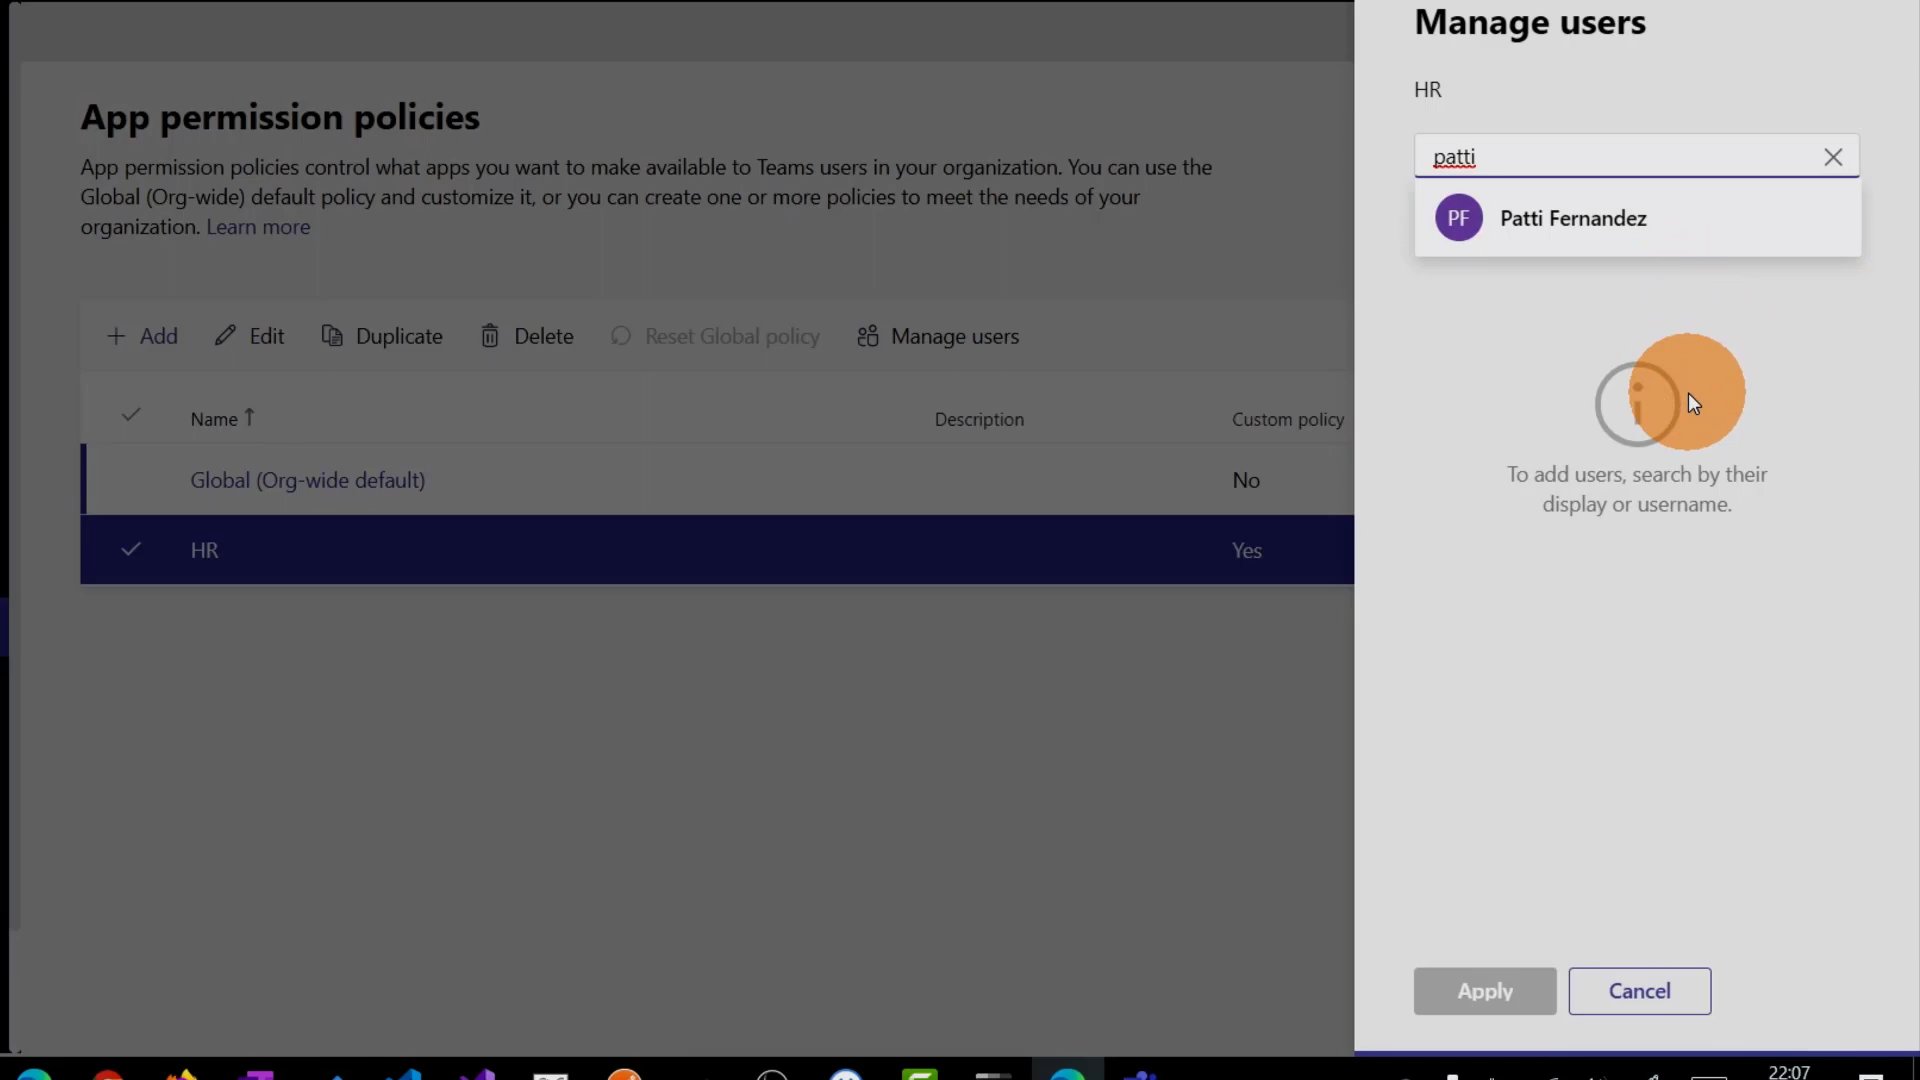 Manage users
HR
patti
PF Patti Fernandez
To add users, search by their
display or username.
Apply Cancel
App permission policies
App permission policies control what apps you want to make available to Teams users in your organization. You can use the
Global (Org-wide) default policy and customize it, or you can create one or more policies to meet the needs of your
organization. Learn more
Add Edit Duplicate Delete Reset Global policy Manage users
Name ↑ Description Custom policy
Global (Org-wide default) No
HR Yes
22:07